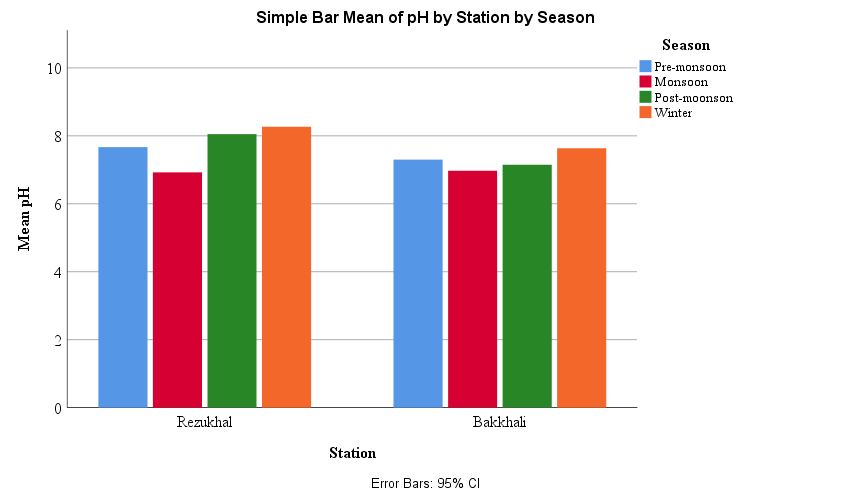 Simple Bar Mean of pH by Station by Season
Season
Pre-monsoon
Monsoon
Post-moonson
Winter
Mean pH
10
8
6
4
2
0
Rezukhal
Bakkhali
Station
Error Bars: 95% CI